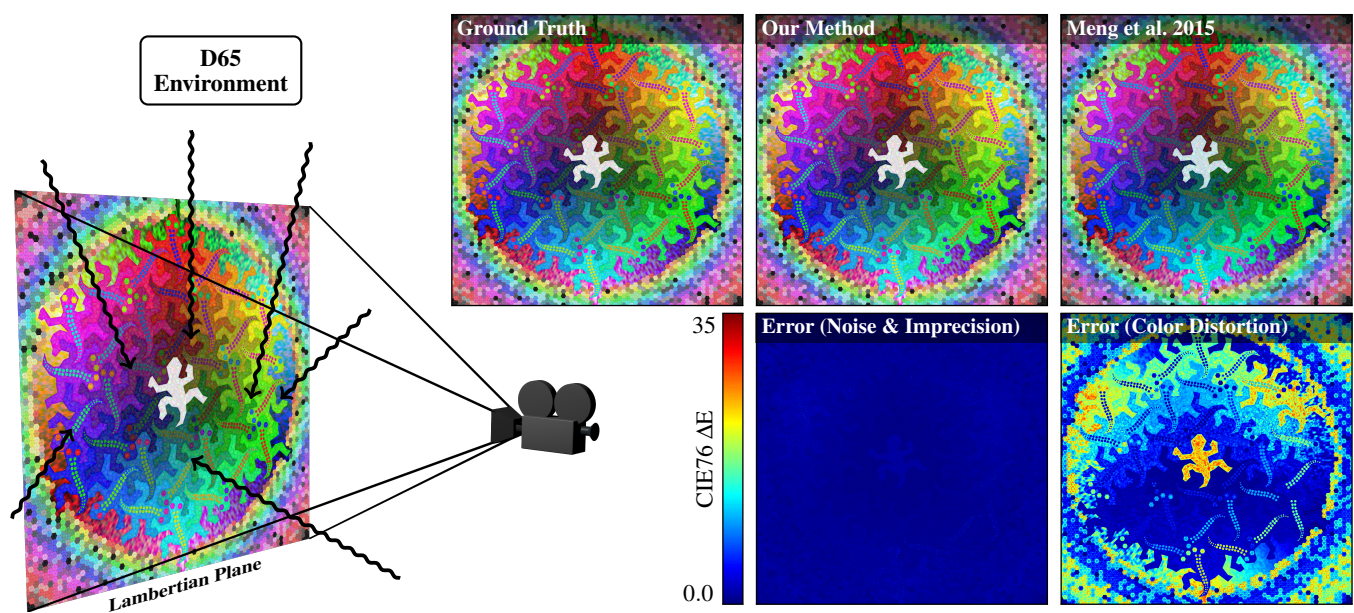 D65
Environment
Lambertian Plane
Ground Truth
Our Method
Meng et al. 2015
35
CIE76 ΔE
0.0
Error (Noise & Imprecision)
Error (Color Distortion)